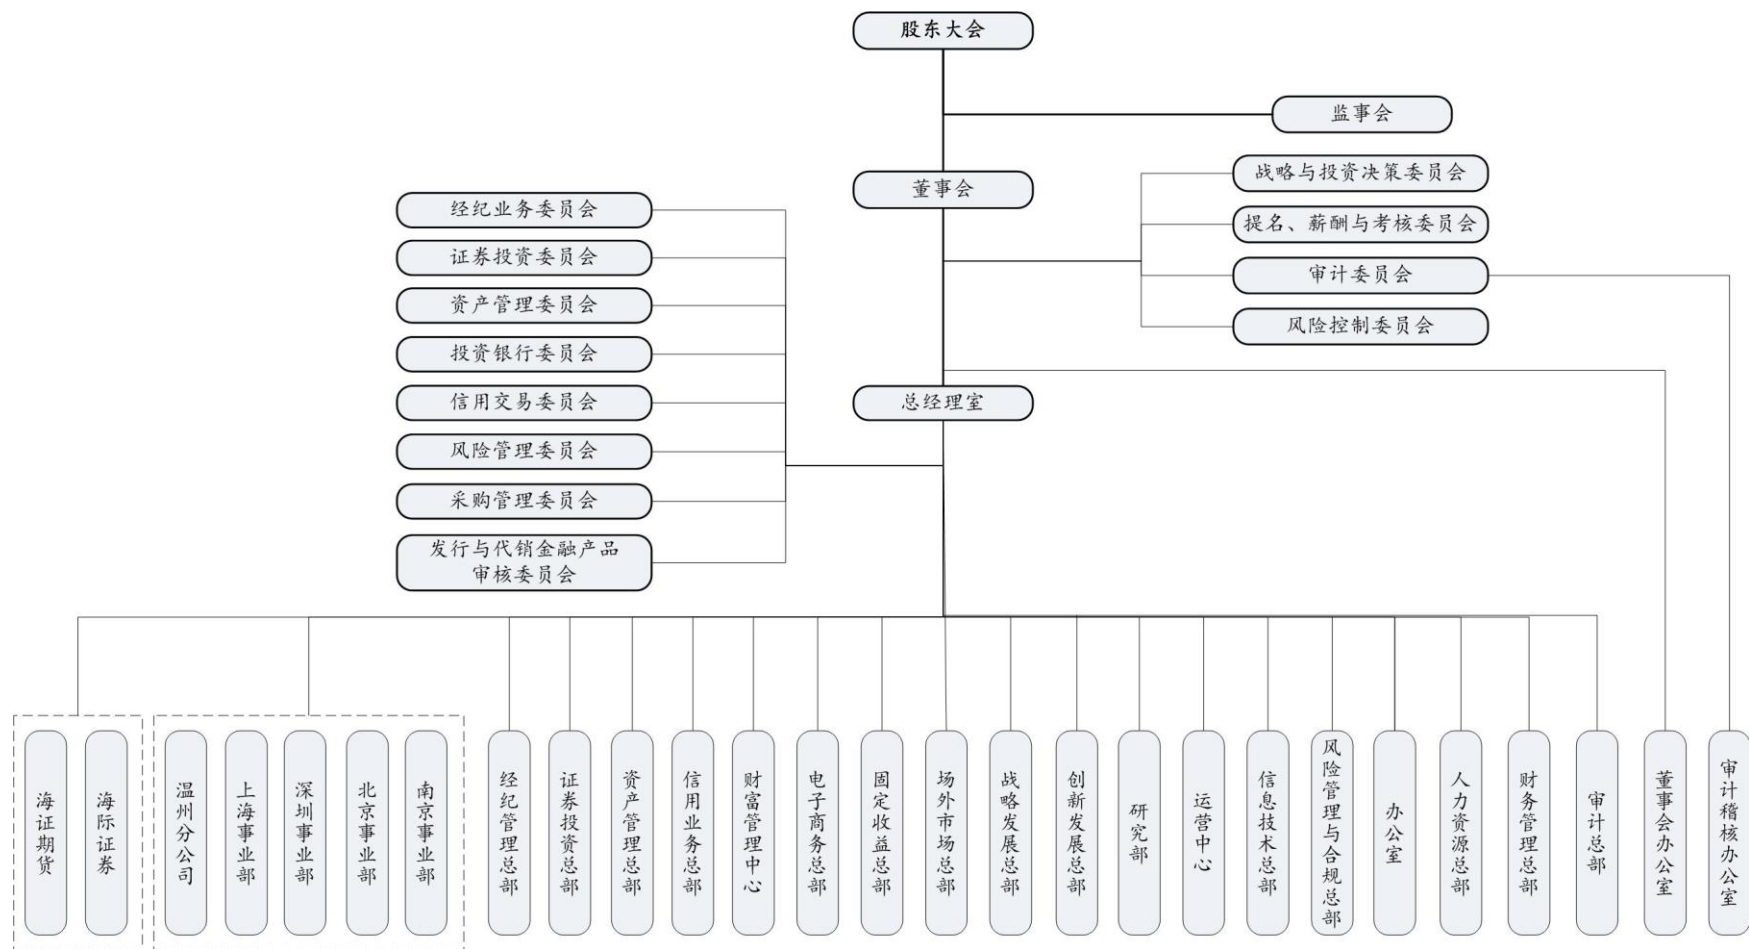 股东大会
监事会
董事会
战略与投资决策委员会
提名、薪酬与考核委员会
审计委员会
风险控制委员会
经纪业务委员会
证券投资委员会
资产管理委员会
投资银行委员会
信用交易委员会
风险管理委员会
采购管理委员会
发行与代销金融产品
审核委员会
总经理室
海证期货
海际证券
温州分公司
上海事业部
深圳事业部
北京事业部
南京事业部
经纪管理总部
证券投资总部
资产管理总部
信用业务总部
财富管理中心
电子商务总部
固定收益总部
场外市场总部
战略发展总部
创新发展总部
研究部
运营中心
信息技术总部
风险管理与合规总部
办公室
人力资源总部
财务管理总部
审计总部
董事会办公室
审计稽核办公室